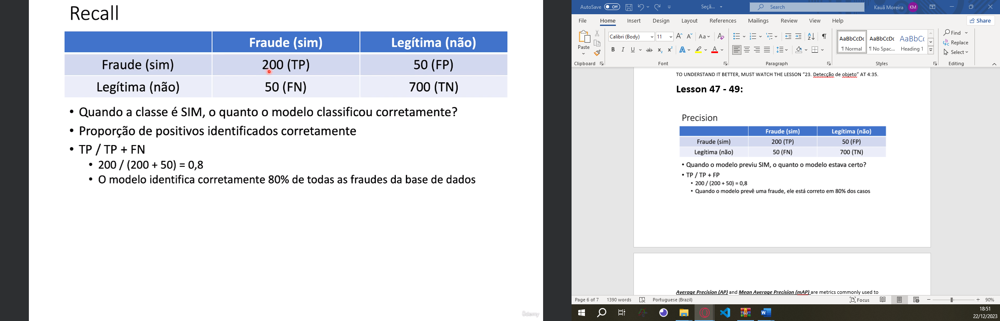 Recall
Fraude (sim) Legítima (não)
Fraude (sim) 200 (TP) 50 (FP)
Legítima (não) 50 (FN) 700 (TN)
• Quando a classe é SIM, o quanto o modelo classificou corretamente?
• Proporção de positivos identificados corretamente
• TP / TP + FN
• 200 / (200 + 50) = 0,8
• O modelo identifica corretamente 80% de todas as fraudes da base de dados
ûdemy
AutoSave Off Seçã... Search Kauã Moreira KM
File Home Insert Design Layout References Mailings Review View Help Share
Paste
Calibri (Body) 11 Aa
B I U ab x₂ x² A A
AaBbCcDc AaBbCcDc AaBbCc
¶ Normal ¶ No Spac... Heading 1
Find
Replace
Select
Clipboard Font Paragraph Styles Editing
TO UNDERSTAND IT BETTER, MUST WATCH THE LESSON “23. Detecção de objeto” AT 4:35.
Lesson 47 - 49:
Precision
Fraude (sim) Legítima (não)
Fraude (sim) 200 (TP) 50 (FP)
Legítima (não) 50 (FN) 700 (TN)
• Quando o modelo previu SIM, o quanto o modelo estava certo?
• TP / TP + FP
• 200 / (200 + 50) = 0,8
• Quando o modelo prevê uma fraude, ele está correto em 80% dos casos
Average Precision (AP) and Mean Average Precision (mAP) are metrics commonly used to
Page 6 of 7 1390 words Portuguese (Brazil) Focus 90%
18:51
22/12/2023